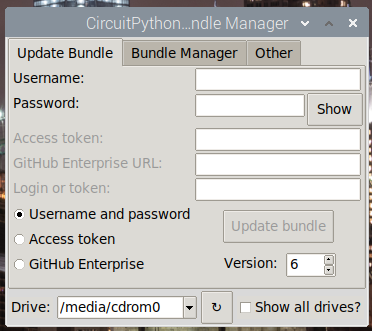 CircuitPython...ndle Manager
Update Bundle Bundle Manager Other
Username:
Password: Show
Access token:
GitHub Enterprise URL:
Login or token:
Username and password
Update bundle
Access token
GitHub Enterprise Version: 6
Drive: /media/cdrom0 ↻ Show all drives?